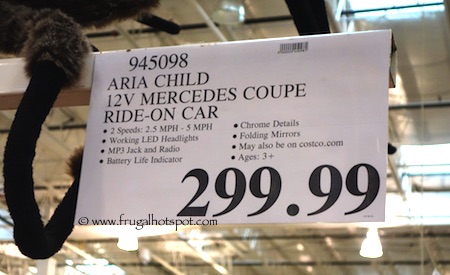 945098
ARIA CHILD
12V MERCEDES COUPE
RIDE-ON CAR
• 2 Speeds: 2.5 MPH - 5 MPH
• Working LED Headlights
• MP3 Jack and Radio
• Battery Life Indicator
• Chrome Details
• Folding Mirrors
• May also be on costco.com
• Ages: 3+
299.99
©www.frugalhotspot.com